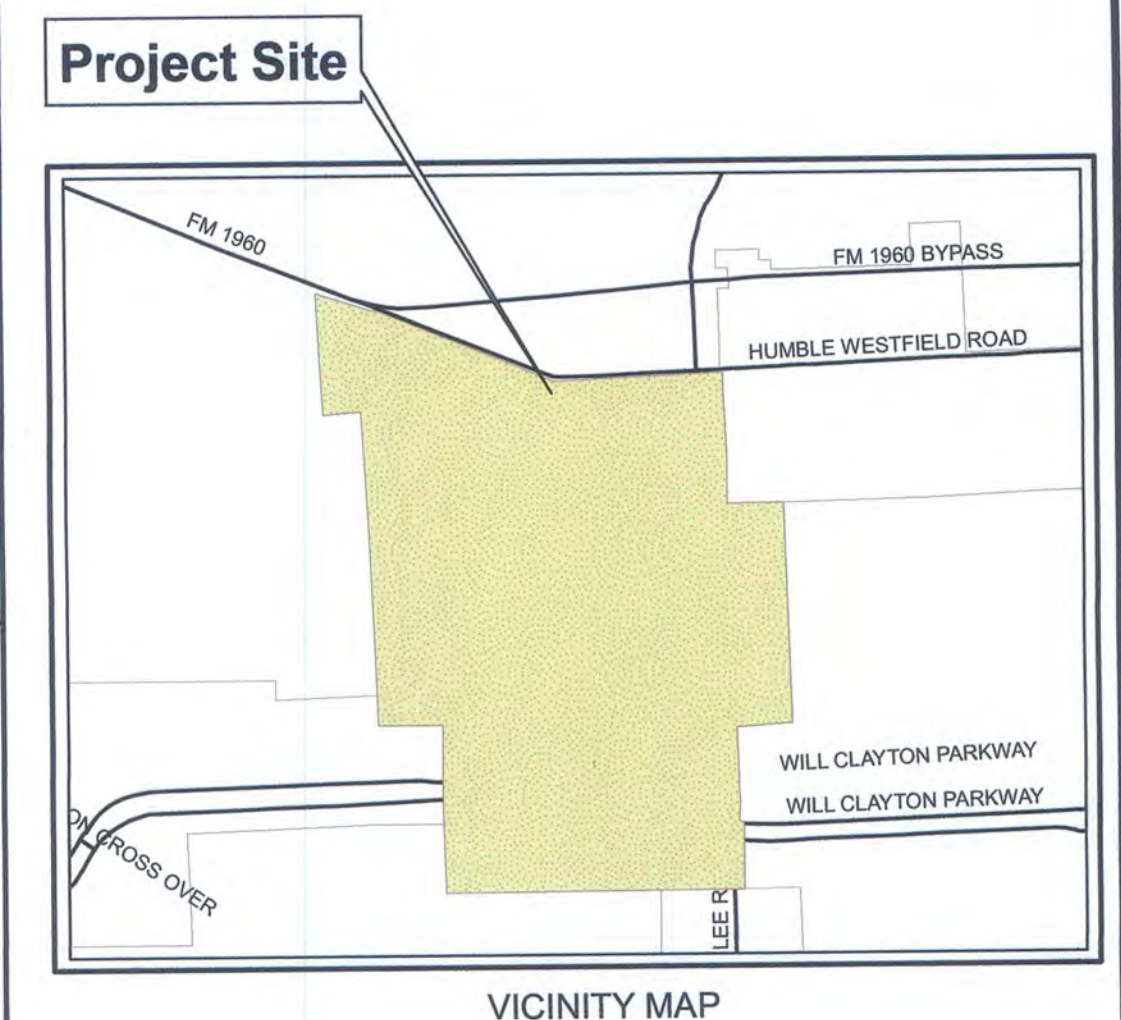 Project Site
FM 1960
FM 1960 BYPASS
HUMBLE WESTFIELD ROAD
WILL CLAYTON PARKWAY
WILL CLAYTON PARKWAY
ON CROSS OVER
LEE R
VICINITY MAP